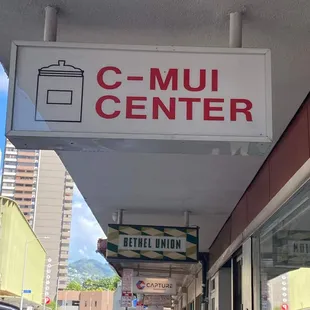 C-MUI
CENTER
BETHEL UNION
CAPTURE